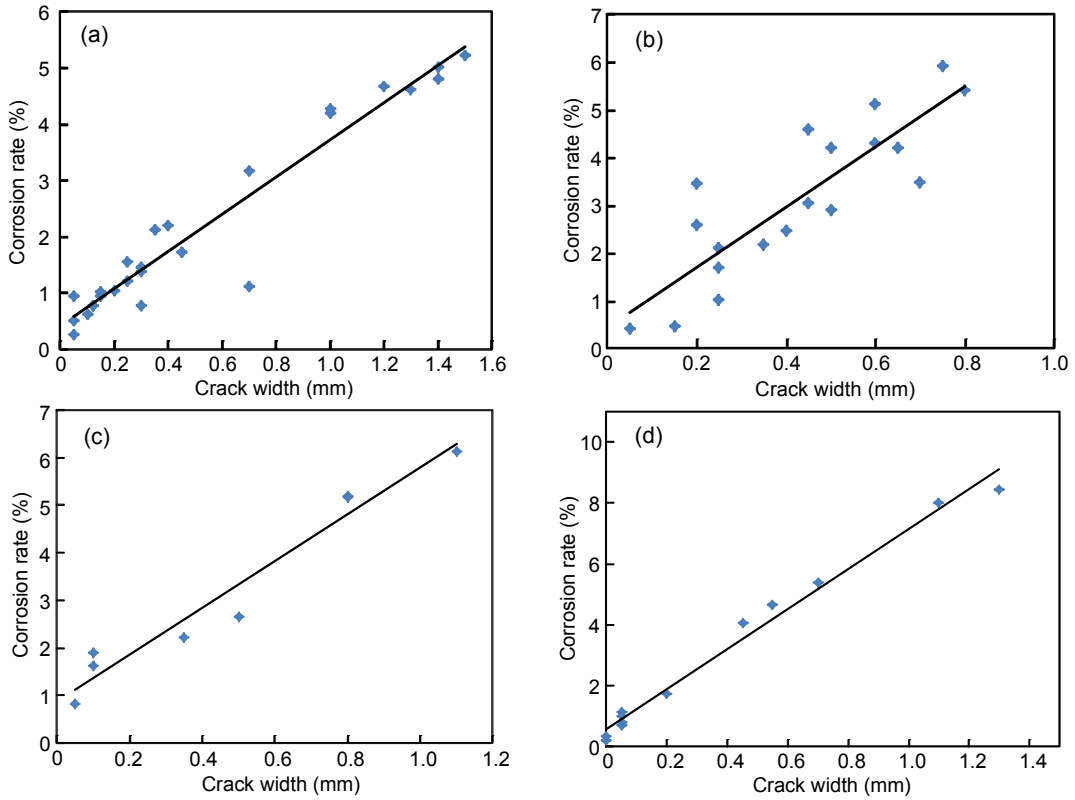 (a)
Corrosion rate (%)
6
5
4
3
2
1
0
0 0.2 0.4 0.6 0.8 1.0 1.2 1.4 1.6
Crack width (mm)
(b)
Corrosion rate (%)
7
6
5
4
3
2
1
0
0 0.2 0.4 0.6 0.8 1.0
Crack width (mm)
(c)
Corrosion rate (%)
7
6
5
4
3
2
1
0
0 0.2 0.4 0.6 0.8 1.0 1.2
Crack width (mm)
(d)
Corrosion rate (%)
10
8
6
4
2
0
0 0.2 0.4 0.6 0.8 1.0 1.2 1.4
Crack width (mm)